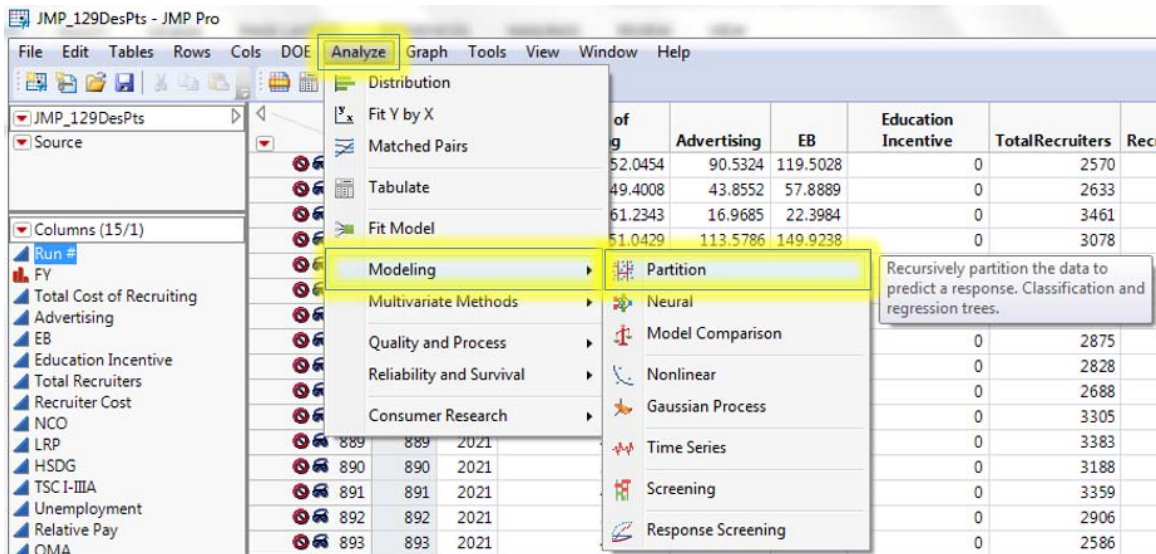 JMP_129DesPts - JMP Pro
File Edit Tables Rows Cols DOE Analyze Graph Tools View Window Help
JMP_129DesPts
Source
Columns (15/1)
Run #
FY
Total Cost of Recruiting
Advertising
EB
Education Incentive
Total Recruiters
Recruiter Cost
NCO
LRP
HSDG
TSC I-IIIA
Unemployment
Relative Pay
OMA
Distribution
Fit Y by X
Matched Pairs
Tabulate
Fit Model
Modeling
Multivariate Methods
Quality and Process
Reliability and Survival
Consumer Research
Partition
Neural
Model Comparison
Nonlinear
Gaussian Process
Time Series
Screening
Response Screening
Recursively partition the data to
predict a response. Classification and
regression trees.
of Education
Advertising EB Incentive TotalRecruiters
52.0454 90.5324 119.5028 0 2570
49.4008 43.8552 57.8889 0 2633
61.2343 16.9685 22.3984 0 3461
51.0429 113.5786 149.9238 0 3078
0 2875
0 2828
0 2688
0 3305
889 889 2021 0 3383
890 890 2021 0 3188
891 891 2021 0 3359
892 892 2021 0 2906
893 893 2021 0 2586